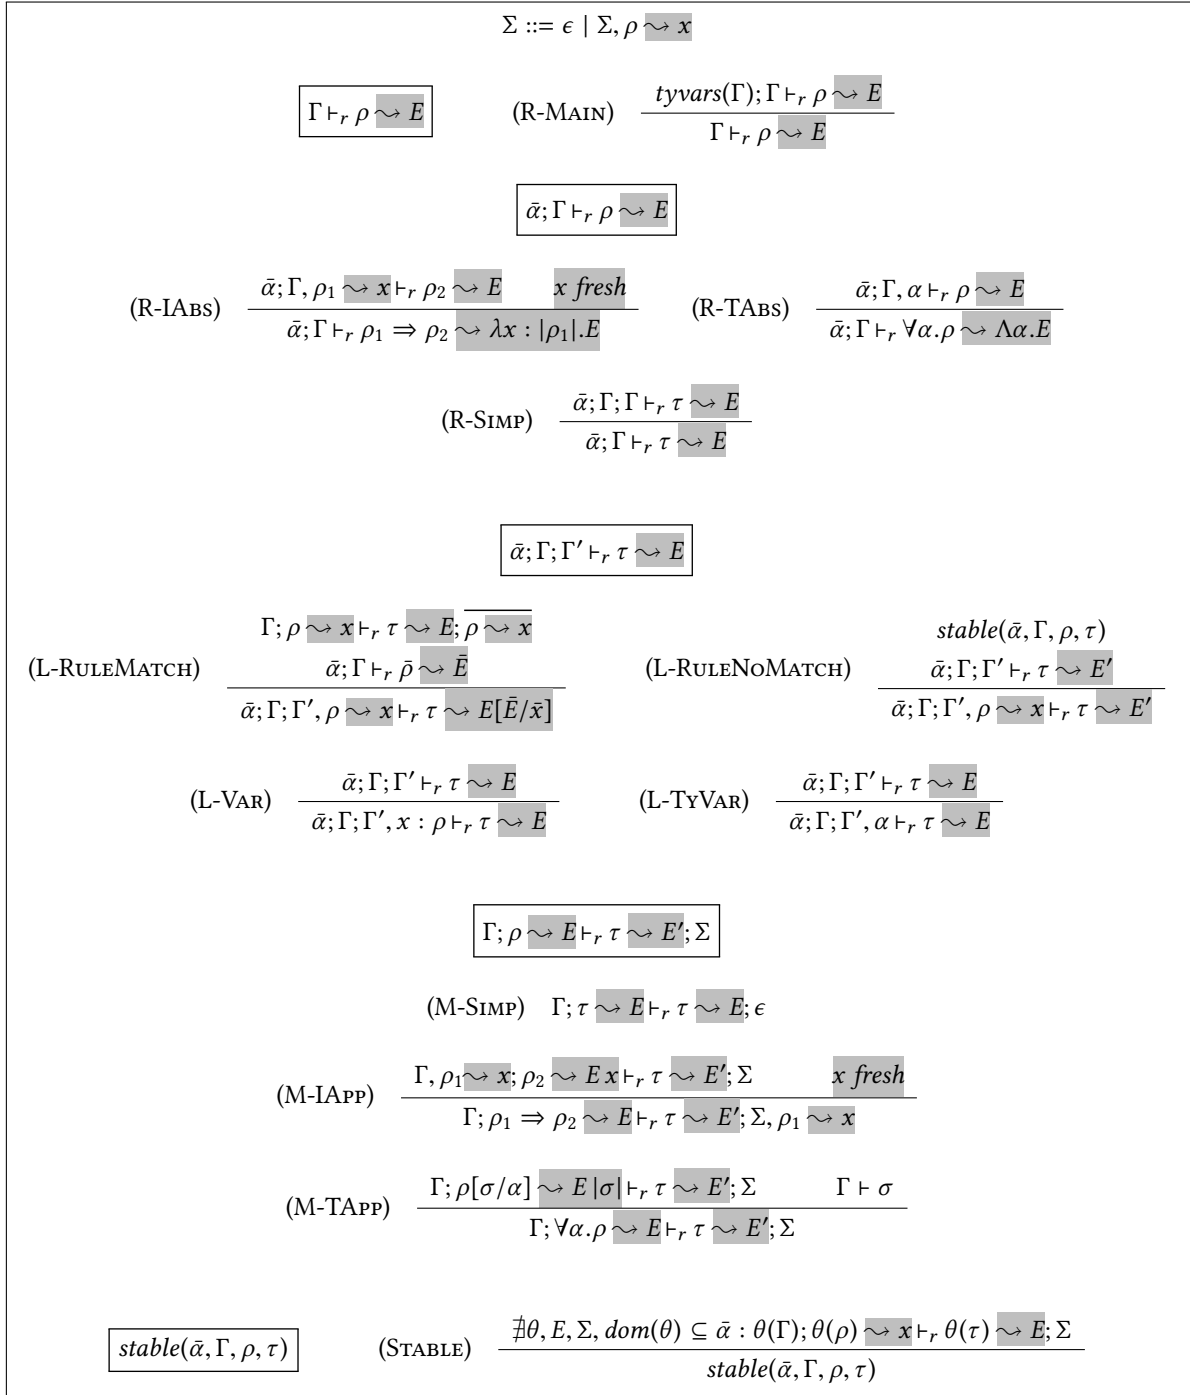 Σ ::= ϵ | Σ, ρ ⇝ x
Γ ⊢r ρ ⇝ E (R-Main) tyvars(Γ); Γ ⊢r ρ ⇝ E
Γ ⊢r ρ ⇝ E
ᾱ; Γ ⊢r ρ ⇝ E
(R-IAbs) ᾱ; Γ, ρ1 ⇝ x ⊢r ρ2 ⇝ E x fresh (R-TAbs) ᾱ; Γ, α ⊢r ρ ⇝ E
ᾱ; Γ ⊢r ρ1 ⇒ ρ2 ⇝ λx : |ρ1|.E ᾱ; Γ ⊢r ∀α.ρ ⇝ Λα.E
(R-Simp) ᾱ; Γ; Γ ⊢r τ ⇝ E
ᾱ; Γ ⊢r τ ⇝ E
ᾱ; Γ; Γ′ ⊢r τ ⇝ E
Γ; ρ ⇝ x ⊢r τ ⇝ E; \overline{ρ ⇝ x} stable(ᾱ, Γ, ρ, τ)
(L-RuleMatch) ᾱ; Γ ⊢r ρ̄ ⇝ Ē (L-RuleNoMatch) ᾱ; Γ; Γ′ ⊢r τ ⇝ E′
ᾱ; Γ; Γ′, ρ ⇝ x ⊢r τ ⇝ E[Ē/x̄] ᾱ; Γ; Γ′, ρ ⇝ x ⊢r τ ⇝ E′
(L-Var) ᾱ; Γ; Γ′ ⊢r τ ⇝ E (L-TyVar) ᾱ; Γ; Γ′ ⊢r τ ⇝ E
ᾱ; Γ; Γ′, x : ρ ⊢r τ ⇝ E ᾱ; Γ; Γ′, α ⊢r τ ⇝ E
Γ; ρ ⇝ E ⊢r τ ⇝ E′; Σ
(M-Simp) Γ; τ ⇝ E ⊢r τ ⇝ E; ϵ
(M-IApp) Γ, ρ1 ⇝ x; ρ2 ⇝ E x ⊢r τ ⇝ E′; Σ x fresh
Γ; ρ1 ⇒ ρ2 ⇝ E ⊢r τ ⇝ E′; Σ, ρ1 ⇝ x
(M-TApp) Γ; ρ[σ/α] ⇝ E |σ| ⊢r τ ⇝ E′; Σ Γ ⊢ σ
Γ; ∀α.ρ ⇝ E ⊢r τ ⇝ E′; Σ
stable(ᾱ, Γ, ρ, τ) (Stable) ∄θ, E, Σ, dom(θ) ⊆ ᾱ : θ(Γ); θ(ρ) ⇝ x ⊢r θ(τ) ⇝ E; Σ
stable(ᾱ, Γ, ρ, τ)